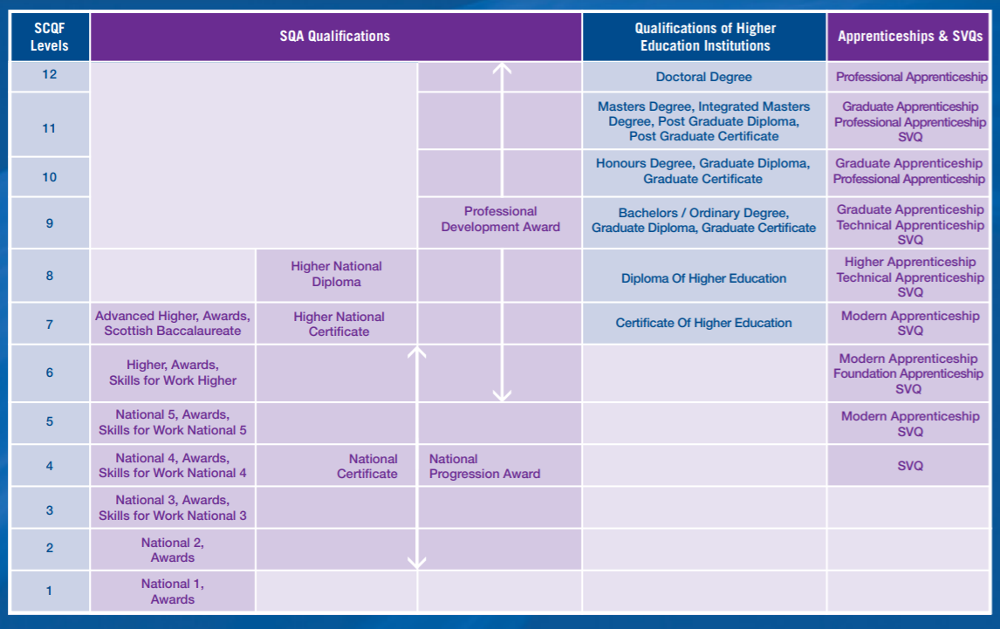 SCQF
Levels
SQA Qualifications
Qualifications of Higher
Education Institutions
Apprenticeships & SVQs
12
Doctoral Degree
Professional Apprenticeship
11
Masters Degree, Integrated Masters
Degree, Post Graduate Diploma,
Post Graduate Certificate
Graduate Apprenticeship
Professional Apprenticeship
SVQ
10
Honours Degree, Graduate Diploma,
Graduate Certificate
Graduate Apprenticeship
Professional Apprenticeship
9
Professional
Development Award
Bachelors / Ordinary Degree,
Graduate Diploma, Graduate Certificate
Graduate Apprenticeship
Technical Apprenticeship
SVQ
8
Higher National
Diploma
Diploma Of Higher Education
Higher Apprenticeship
Technical Apprenticeship
SVQ
7
Advanced Higher, Awards,
Scottish Baccalaureate
Higher National
Certificate
Certificate Of Higher Education
Modern Apprenticeship
SVQ
6
Higher, Awards,
Skills for Work Higher
Modern Apprenticeship
Foundation Apprenticeship
SVQ
5
National 5, Awards,
Skills for Work National 5
Modern Apprenticeship
SVQ
4
National 4, Awards,
Skills for Work National 4
National
Certificate
National
Progression Award
SVQ
3
National 3, Awards,
Skills for Work National 3
2
National 2,
Awards
1
National 1,
Awards